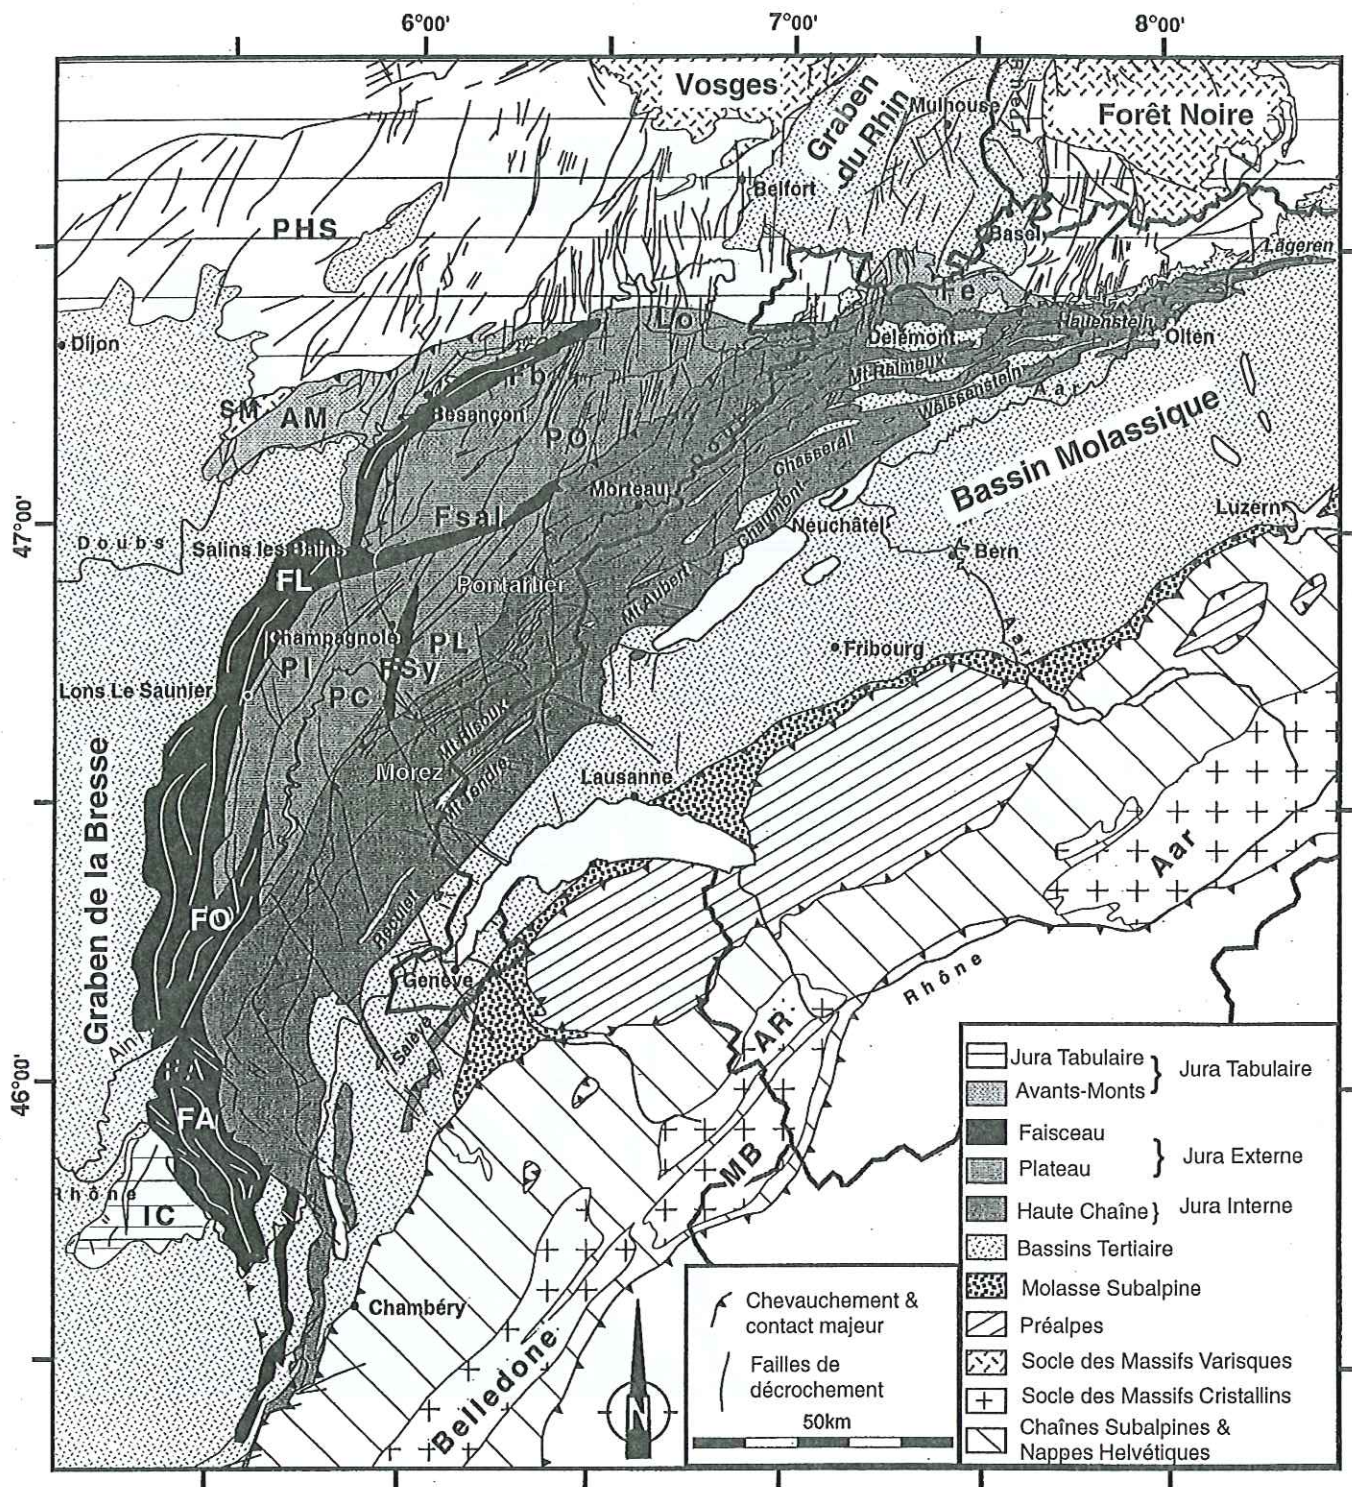 6°00'
7°00'
8°00'
Vosges
Graben
du Rhin
Mulhouse
Rhein
Forêt Noire
Belfort
PHS
Basel
Lägeren
Fe
Lo
Dijon
Delémont
Hauenstein
Olten
Mt Raimeux
Fb
Weissenstein
Aar
SM
AM
Besançon
PO
Doubs
Chasseral
Bassin Molassique
Morteau
Chaumont
Luzern
47°00'
Fsal
Neuchâtel
Doubs
Salins les Bains
Bern
FL
Pontarlier
Mt Aubert
Aar
Champagnole
PL
Fribourg
PI
FSy
Lons Le Saunier
PC
Mt Risoux
Graben de la Bresse
Morez
Mt Tendre
Lausanne
Aar
Reculet
FO
Genève
Rhône
Ain
Salève
AR
46°00'
FA
MB
Rhône
IC
Chambéry
Belledone
N
Chevauchement &
contact majeur
Failles de
décrochement
50km
Jura Tabulaire
Jura Tabulaire
Avants-Monts
Faisceau
Jura Externe
Plateau
Haute Chaîne
Jura Interne
Bassins Tertiaire
Molasse Subalpine
Préalpes
Socle des Massifs Varisques
Socle des Massifs Cristallins
Chaînes Subalpines &
Nappes Helvétiques